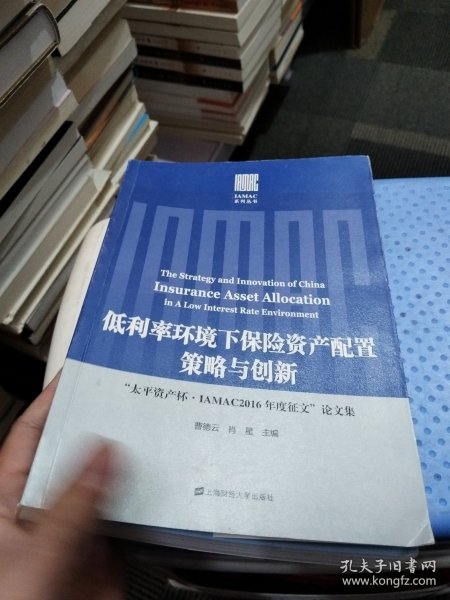 IAMAC
IAMAC
系列丛书
IAMAC
The Strategy and Innovation of China
Insurance Asset Allocation
in A Low Interest Rate Environment
低利率环境下保险资产配置
策略与创新
“太平资产杯·IAMAC2016年度征文”论文集
曹德云 肖星 主编
上海财经大学出版社
孔夫子旧书网
www.kongfz.com